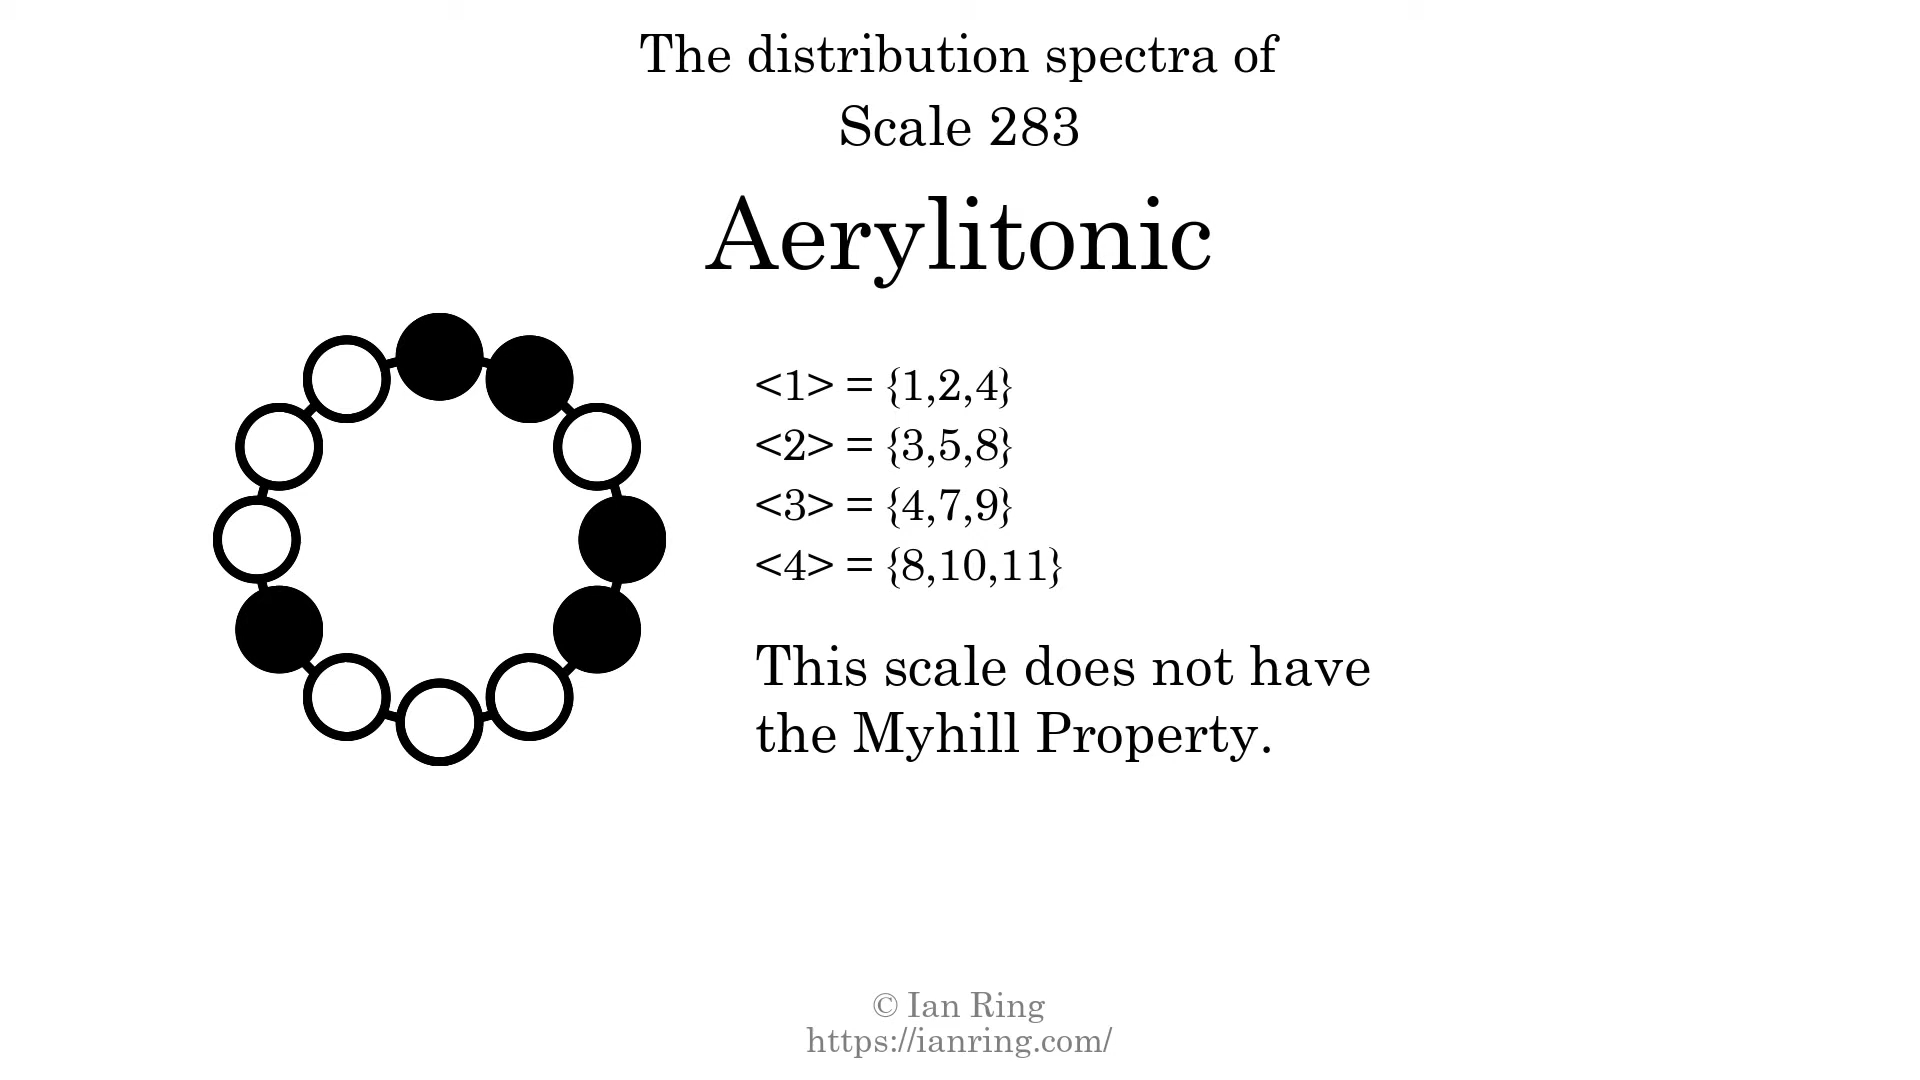 The distribution spectra of
Scale 283
Aerylitonic
<1> = {1,2,4}
<2> = {3,5,8}
<3> = {4,7,9}
<4> = {8,10,11}
This scale does not have
the Myhill Property.
© Ian Ring
https://ianring.com/